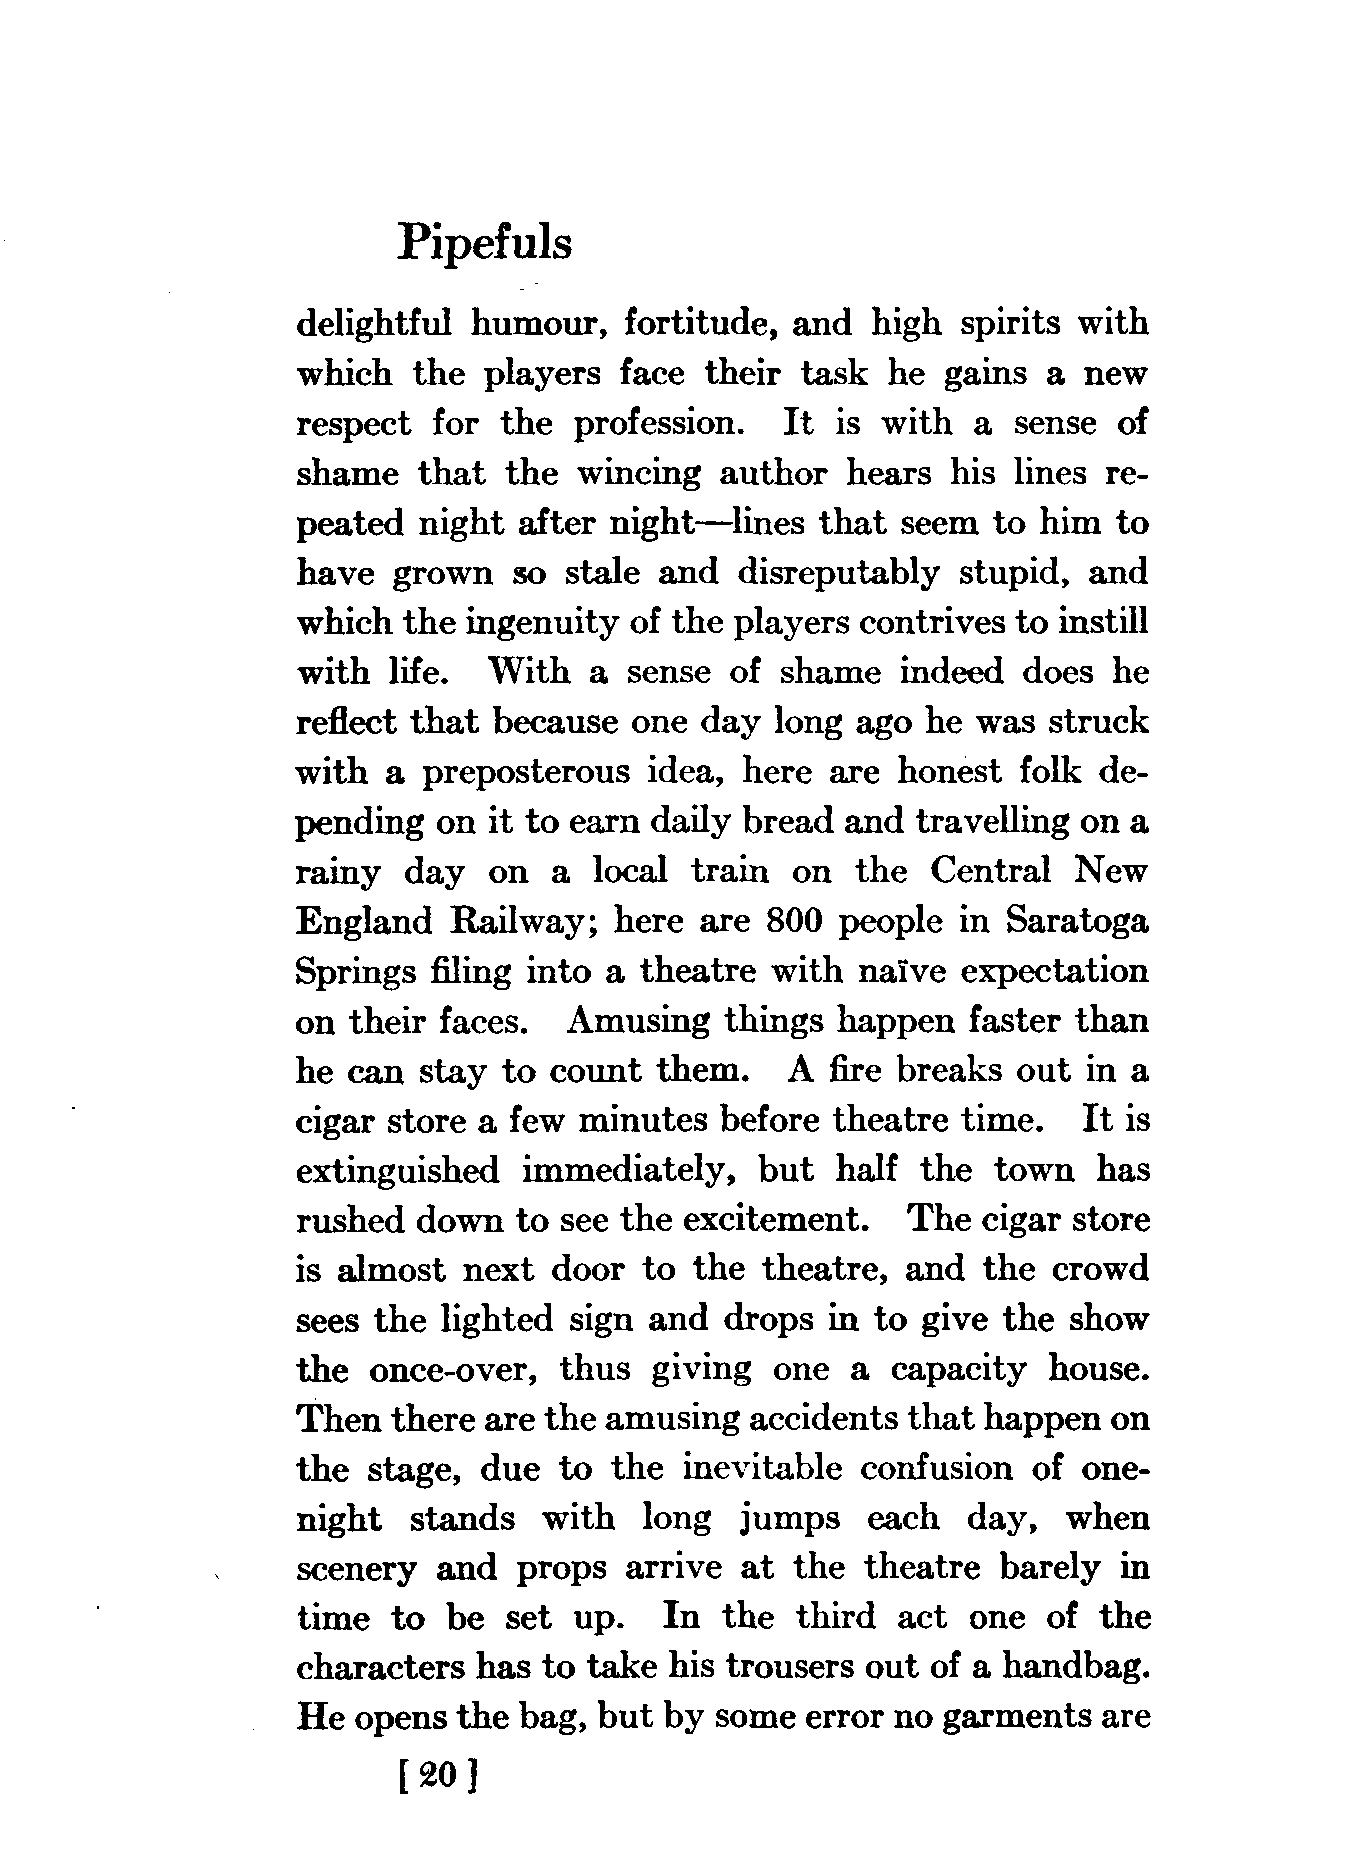 Pipefuls
delightful humour, fortitude, and high spirits with
which the players face their task he gains a new
respect for the profession. It is with a sense of
shame that the wincing author hears his lines re-
peated night after night—lines that seem to him to
have grown so stale and disreputably stupid, and
which the ingenuity of the players contrives to instill
with life. With a sense of shame indeed does he
reflect that because one day long ago he was struck
with a preposterous idea, here are honest folk de-
pending on it to earn daily bread and travelling on a
rainy day on a local train on the Central New
England Railway; here are 800 people in Saratoga
Springs filing into a theatre with naïve expectation
on their faces. Amusing things happen faster than
he can stay to count them. A fire breaks out in a
cigar store a few minutes before theatre time. It is
extinguished immediately, but half the town has
rushed down to see the excitement. The cigar store
is almost next door to the theatre, and the crowd
sees the lighted sign and drops in to give the show
the once-over, thus giving one a capacity house.
Then there are the amusing accidents that happen on
the stage, due to the inevitable confusion of one-
night stands with long jumps each day, when
scenery and props arrive at the theatre barely in
time to be set up. In the third act one of the
characters has to take his trousers out of a handbag.
He opens the bag, but by some error no garments are
[ 20 ]